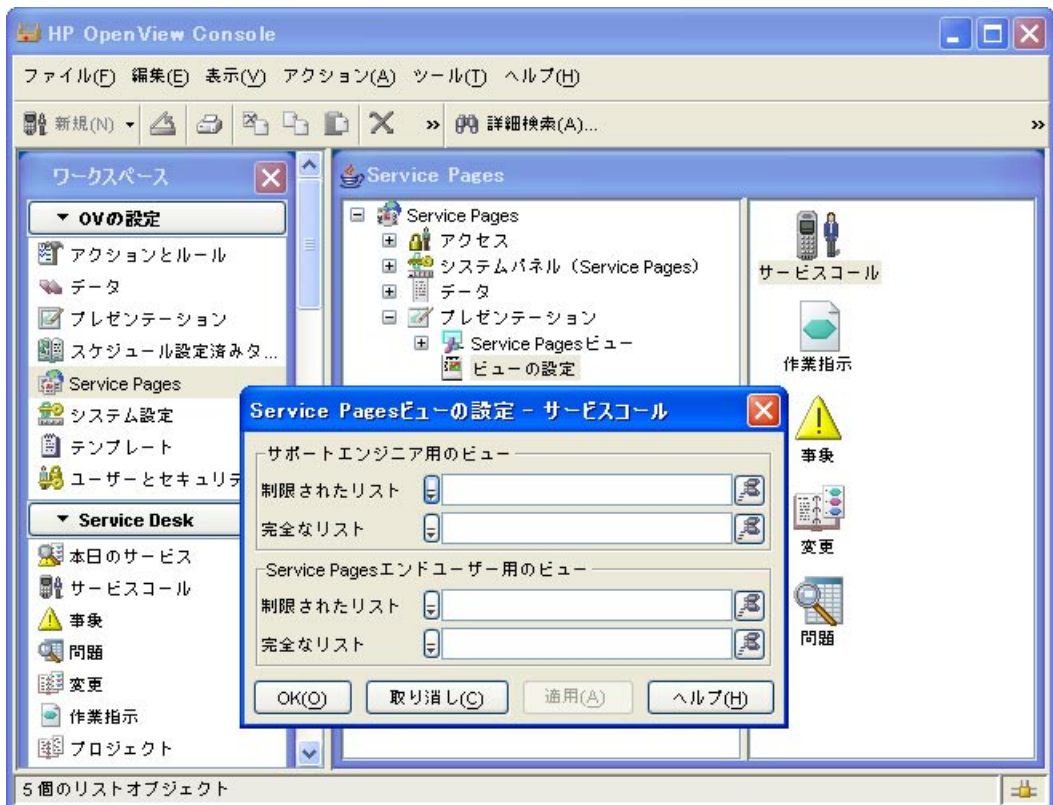 HP OpenView Console
ファイル(F) 編集(E) 表示(V) アクション(A) ツール(T) ヘルプ(H)
新規(N) » 詳細検索(A)... »
ワークスペース
OVの設定
アクションとルール
データ
プレゼンテーション
スケジュール設定済みタ...
Service Pages
システム設定
テンプレート
ユーザーとセキュリテ
Service Desk
本日のサービス
サービスコール
事象
問題
変更
作業指示
プロジェクト
Service Pages
Service Pages
アクセス
システムパネル（Service Pages）
データ
プレゼンテーション
Service Pagesビュー
ビューの設定
サービスコール
作業指示
事象
変更
問題
Service Pagesビューの設定 - サービスコール
サポートエンジニア用のビュー
制限されたリスト
完全なリスト
Service Pagesエンドユーザー用のビュー
制限されたリスト
完全なリスト
OK(O) 取り消し(C) 適用(A) ヘルプ(H)
5個のリストオブジェクト